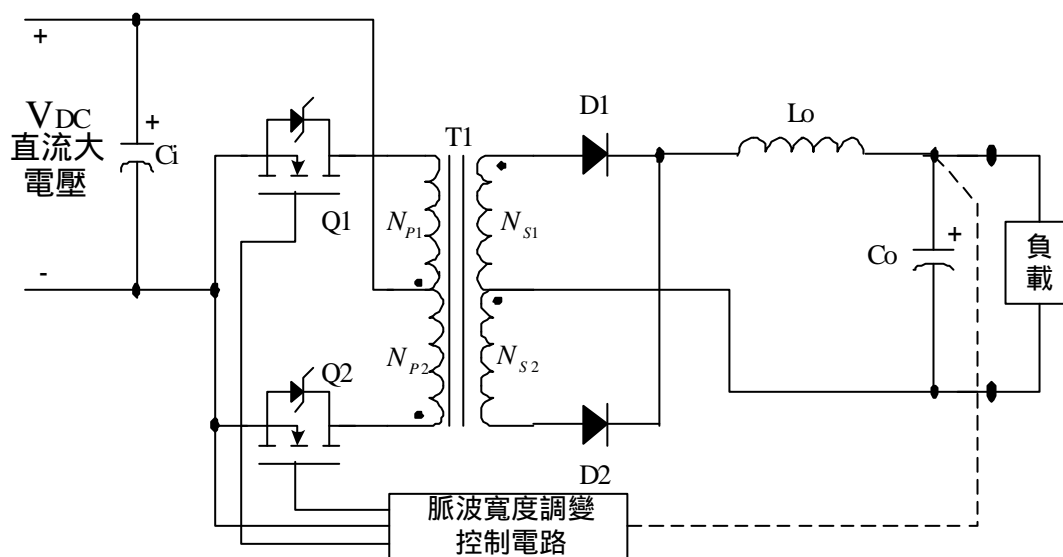 +
VDC
直流大
電壓
-
+
Ci
Q1
Q2
T1
NP1
NP2
NS1
NS2
D1
D2
Lo
Co
+
負
載
脈波寬度調變
控制電路